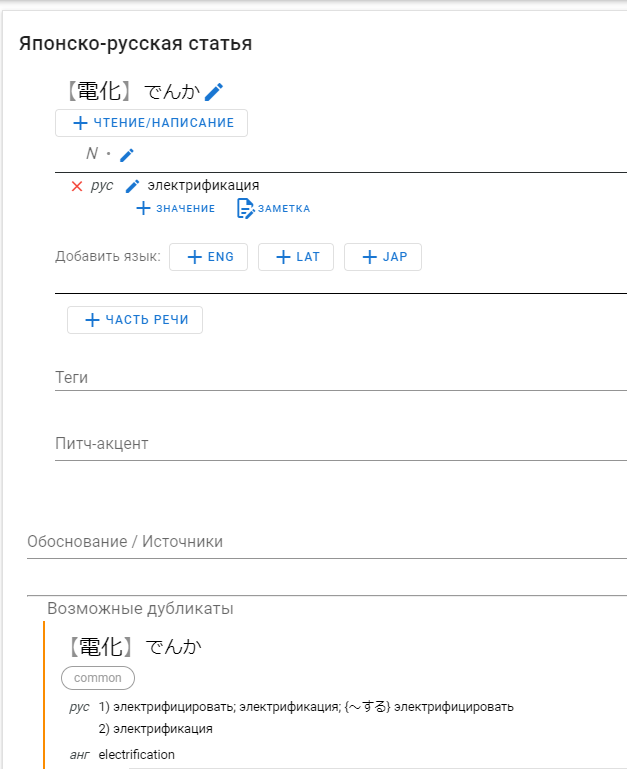 Японско-русская статья
【電化】 でんか
ЧТЕНИЕ/НАПИСАНИЕ
N •
рус электрификация
ЗНАЧЕНИЕ ЗАМЕТКА
Добавить язык: ENG LAT JAP
ЧАСТЬ РЕЧИ
Теги
Питч-акцент
Обоснование / Источники
Возможные дубликаты
【電化】 でんか
common
рус 1) электрифицировать; электрификация; {～する} электрифицировать
2) электрификация
анг electrification